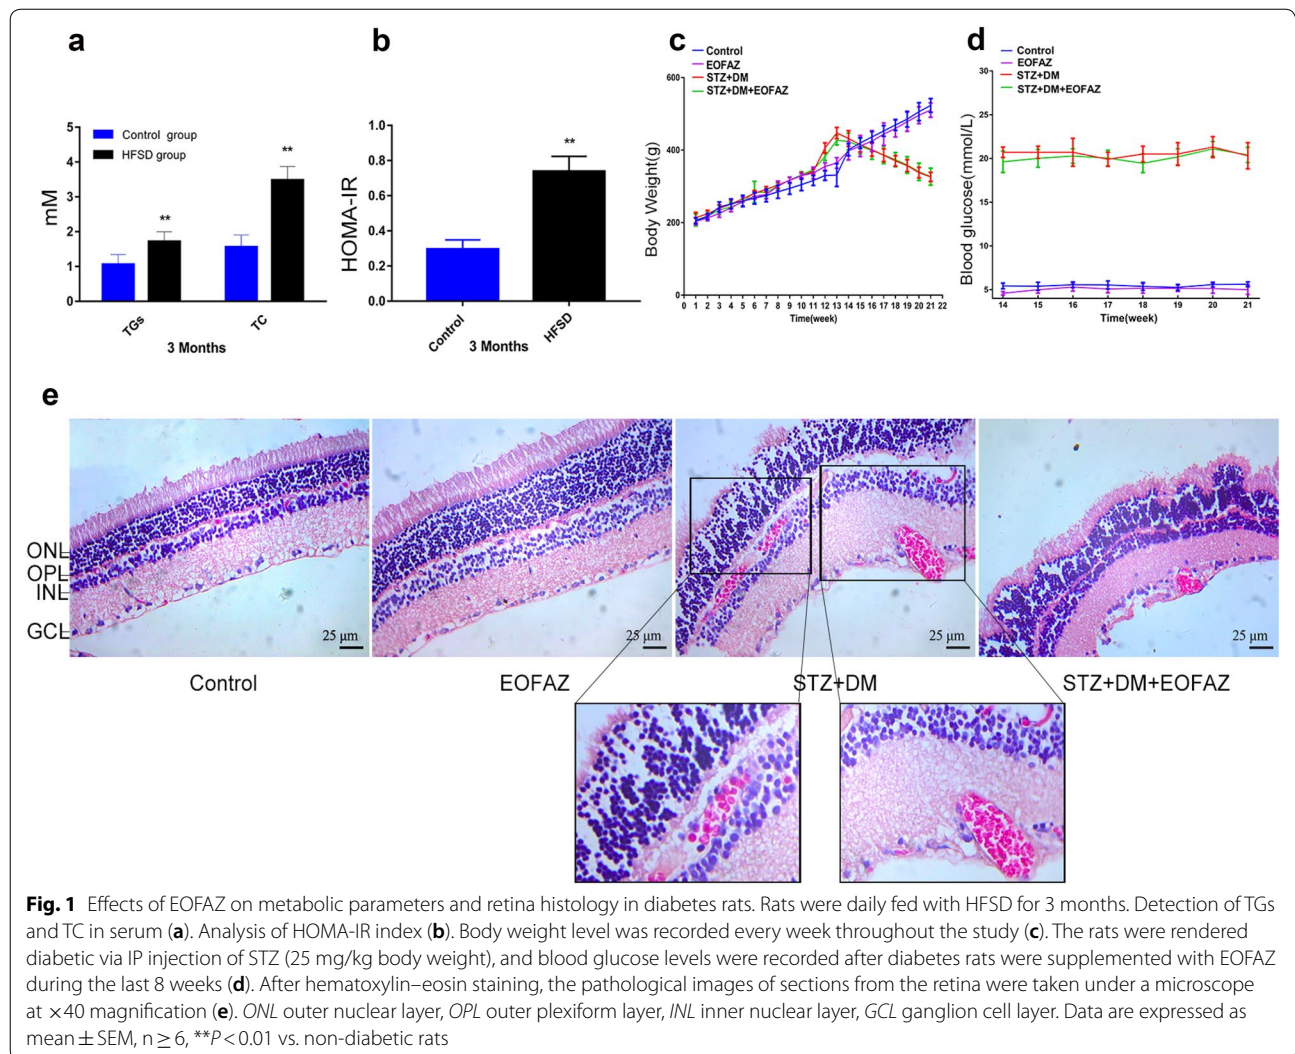 a
b
c
d
Control group
HFSD group
mM
5
4
3
2
1
0
**
**
TGs
TC
3 Months
HOMA-IR
1.0
0.8
0.6
0.4
0.2
0.0
**
Control
HFSD
3 Months
Control
EOFAZ
STZ+DM
STZ+DM+EOFAZ
Body Weight(g)
600
400
200
0
0 1 2 3 4 5 6 7 8 9 10 11 12 13 14 15 16 17 18 19 20 21 22
Time(week)
Control
EOFAZ
STZ+DM
STZ+DM+EOFAZ
Blood glucose(mmol/L)
30
25
20
15
10
5
14 15 16 17 18 19 20 21
Time(week)
e
ONL
OPL
INL
GCL
25 μm
25 μm
25 μm
25 μm
Control
EOFAZ
STZ+DM
STZ+DM+EOFAZ
Fig. 1 Effects of EOFAZ on metabolic parameters and retina histology in diabetes rats. Rats were daily fed with HFSD for 3 months. Detection of TGs
and TC in serum (a). Analysis of HOMA-IR index (b). Body weight level was recorded every week throughout the study (c). The rats were rendered
diabetic via IP injection of STZ (25 mg/kg body weight), and blood glucose levels were recorded after diabetes rats were supplemented with EOFAZ
during the last 8 weeks (d). After hematoxylin–eosin staining, the pathological images of sections from the retina were taken under a microscope
at ×40 magnification (e). ONL outer nuclear layer, OPL outer plexiform layer, INL inner nuclear layer, GCL ganglion cell layer. Data are expressed as
mean ± SEM, n ≥ 6, **P < 0.01 vs. non-diabetic rats